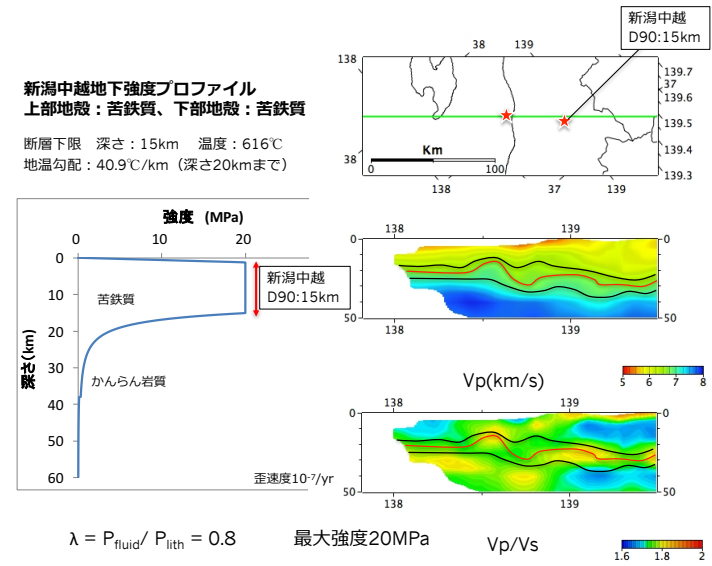 新潟中越
D90:15km
38 139
138
139.7
37
139.6
139.5
139.4
139.3
38
Km
0 100
138 37 139
新潟中越地下強度プロファイル
上部地殻：苦鉄質、下部地殻：苦鉄質
断層下限 深さ：15km 温度：616℃
地温勾配：40.9℃/km（深さ20kmまで）
強度 (MPa)
0 10 20
0
10
20
30
40
50
60
深さ(km)
新潟中越
D90:15km
苦鉄質
かんらん岩質
歪速度10⁻⁷/yr
138 139
0 0
50 50
138 139
Vp(km/s)
5 6 7 8
138 139
0 0
50 50
138 139
Vp/Vs
1.6 1.8 2
λ = P_fluid/ P_lith = 0.8 最大強度20MPa